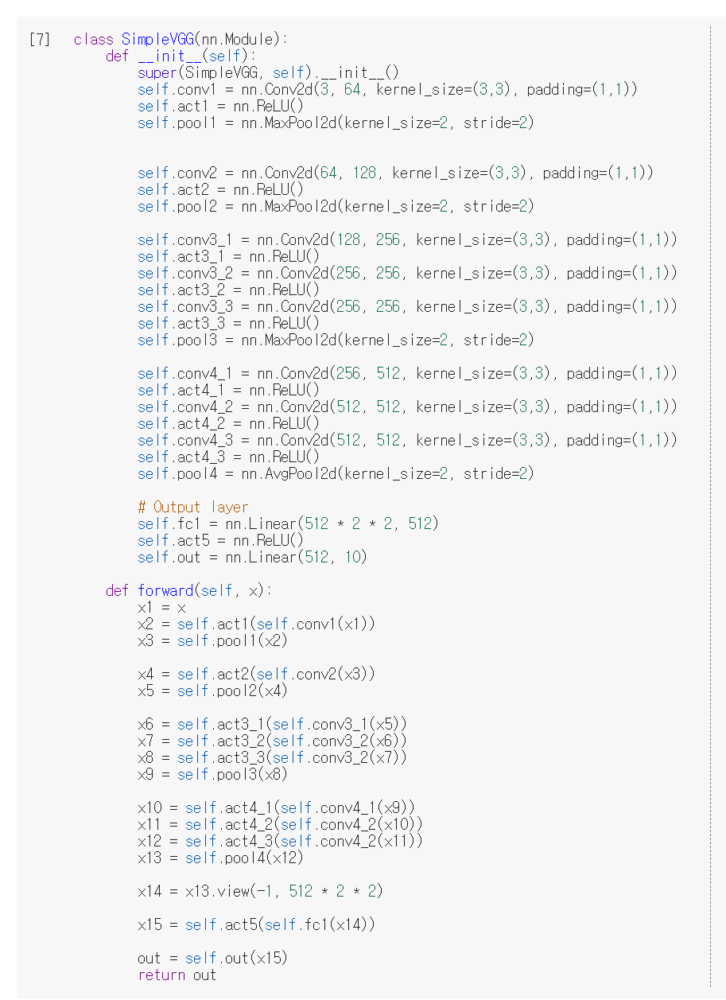 [7] class SimpleVGG(nn.Module):
    def __init__(self):
        super(SimpleVGG, self).__init__()
        self.conv1 = nn.Conv2d(3, 64, kernel_size=(3,3), padding=(1,1))
        self.act1 = nn.ReLU()
        self.pool1 = nn.MaxPool2d(kernel_size=2, stride=2)

        self.conv2 = nn.Conv2d(64, 128, kernel_size=(3,3), padding=(1,1))
        self.act2 = nn.ReLU()
        self.pool2 = nn.MaxPool2d(kernel_size=2, stride=2)

        self.conv3_1 = nn.Conv2d(128, 256, kernel_size=(3,3), padding=(1,1))
        self.act3_1 = nn.ReLU()
        self.conv3_2 = nn.Conv2d(256, 256, kernel_size=(3,3), padding=(1,1))
        self.act3_2 = nn.ReLU()
        self.conv3_3 = nn.Conv2d(256, 256, kernel_size=(3,3), padding=(1,1))
        self.act3_3 = nn.ReLU()
        self.pool3 = nn.MaxPool2d(kernel_size=2, stride=2)

        self.conv4_1 = nn.Conv2d(256, 512, kernel_size=(3,3), padding=(1,1))
        self.act4_1 = nn.ReLU()
        self.conv4_2 = nn.Conv2d(512, 512, kernel_size=(3,3), padding=(1,1))
        self.act4_2 = nn.ReLU()
        self.conv4_3 = nn.Conv2d(512, 512, kernel_size=(3,3), padding=(1,1))
        self.act4_3 = nn.ReLU()
        self.pool4 = nn.AvgPool2d(kernel_size=2, stride=2)

        # Output layer
        self.fc1 = nn.Linear(512 * 2 * 2, 512)
        self.act5 = nn.ReLU()
        self.out = nn.Linear(512, 10)

    def forward(self, x):
        x1 = x
        x2 = self.act1(self.conv1(x1))
        x3 = self.pool1(x2)

        x4 = self.act2(self.conv2(x3))
        x5 = self.pool2(x4)

        x6 = self.act3_1(self.conv3_1(x5))
        x7 = self.act3_2(self.conv3_2(x6))
        x8 = self.act3_3(self.conv3_2(x7))
        x9 = self.pool3(x8)

        x10 = self.act4_1(self.conv4_1(x9))
        x11 = self.act4_2(self.conv4_2(x10))
        x12 = self.act4_3(self.conv4_2(x11))
        x13 = self.pool4(x12)

        x14 = x13.view(-1, 512 * 2 * 2)

        x15 = self.act5(self.fc1(x14))

        out = self.out(x15)
        return out